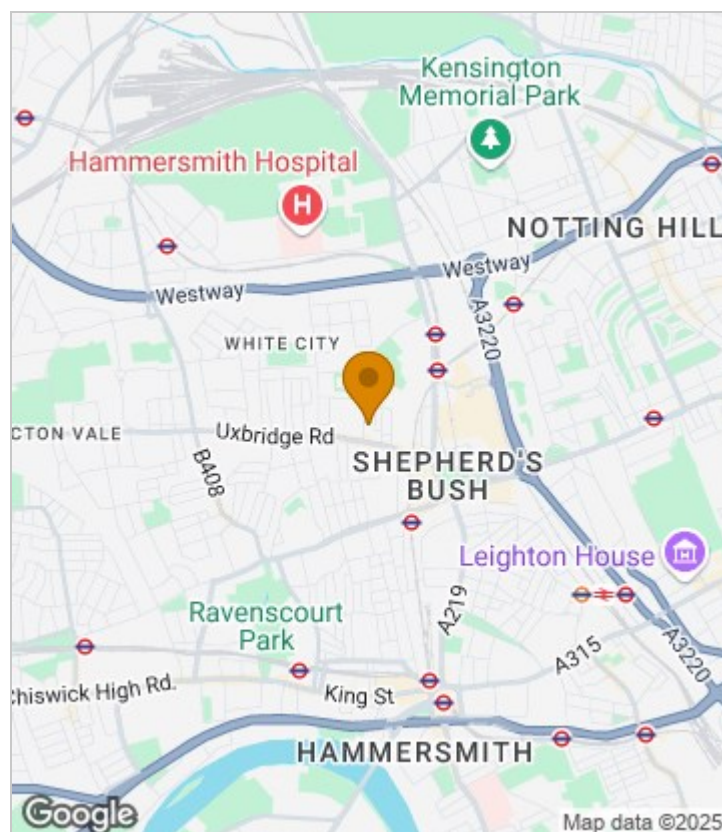 Kensington
Memorial Park
Hammersmith Hospital
H
NOTTING HILL
Westway
Westway
A3220
WHITE CITY
CTON VALE
Uxbridge Rd
B408
SHEPHERD'S
BUSH
Leighton House
A219
Ravenscourt
Park
A315
A3220
Chiswick High Rd.
King St
HAMMERSMITH
Google
Map data ©2025